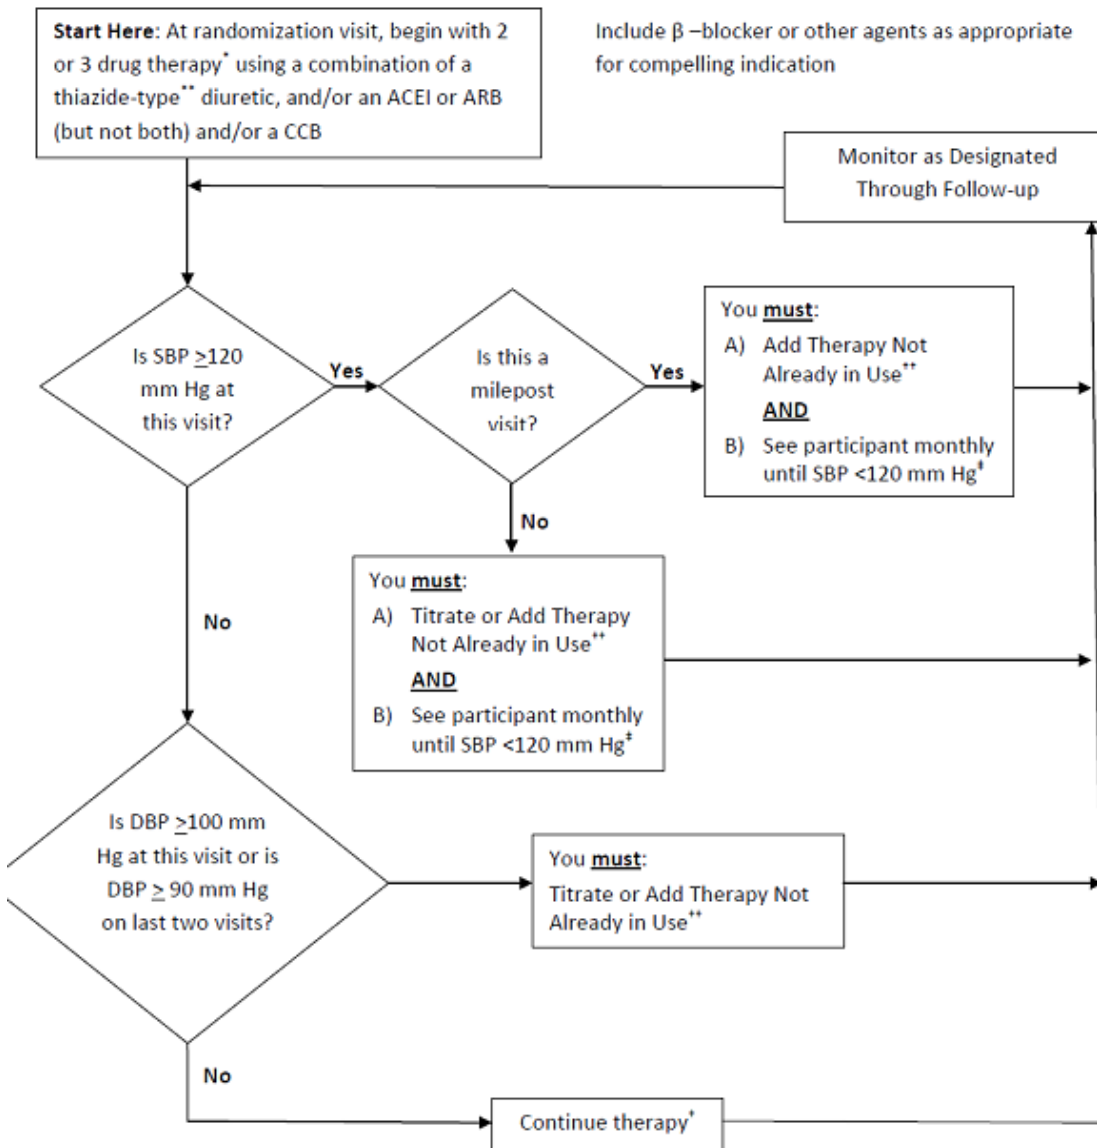 Start Here: At randomization visit, begin with 2
or 3 drug therapy* using a combination of a
thiazide-type** diuretic, and/or an ACEI or ARB
(but not both) and/or a CCB
Include β –blocker or other agents as appropriate
for compelling indication
Monitor as Designated
Through Follow-up
Is SBP ≥120
mm Hg at
this visit?
Yes
Is this a
milepost
visit?
Yes
You must:
A) Add Therapy Not
Already in Use††
AND
B) See participant monthly
until SBP <120 mm Hg‡
No
You must:
A) Titrate or Add Therapy
Not Already in Use††
AND
B) See participant monthly
until SBP <120 mm Hg‡
No
Is DBP ≥100 mm
Hg at this visit or is
DBP ≥ 90 mm Hg
on last two visits?
You must:
Titrate or Add Therapy Not
Already in Use††
No
Continue therapy†